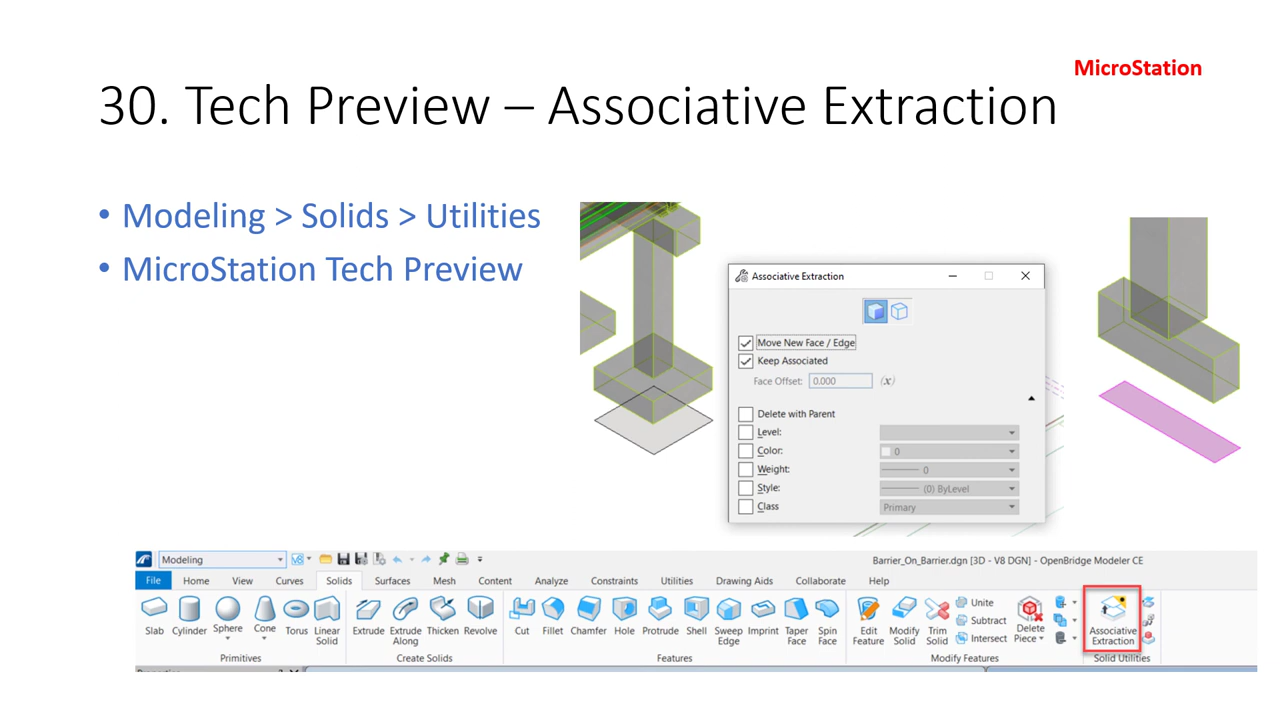 MicroStation
30. Tech Preview – Associative Extraction
• Modeling > Solids > Utilities
• MicroStation Tech Preview
Associative Extraction
Move New Face / Edge
Keep Associated
Face Offset: 0.000 (x)
Delete with Parent
Level:
Color: 0
Weight: 0
Style: (0) ByLevel
Class Primary
Modeling
Barrier_On_Barrier.dgn [3D - V8 DGN] - OpenBridge Modeler CE
File Home View Curves Solids Surfaces Mesh Content Analyze Constraints Utilities Drawing Aids Collaborate Help
Slab Cylinder Sphere Cone Torus Linear Solid
Extrude Extrude Along Thicken Revolve
Cut Fillet Chamfer Hole Protrude Shell Sweep Edge Imprint Taper Face Spin Face
Edit Feature Modify Solid Trim Solid
Unite
Subtract
Intersect
Delete Piece
Associative Extraction
Primitives Create Solids Features Modify Features Solid Utilities